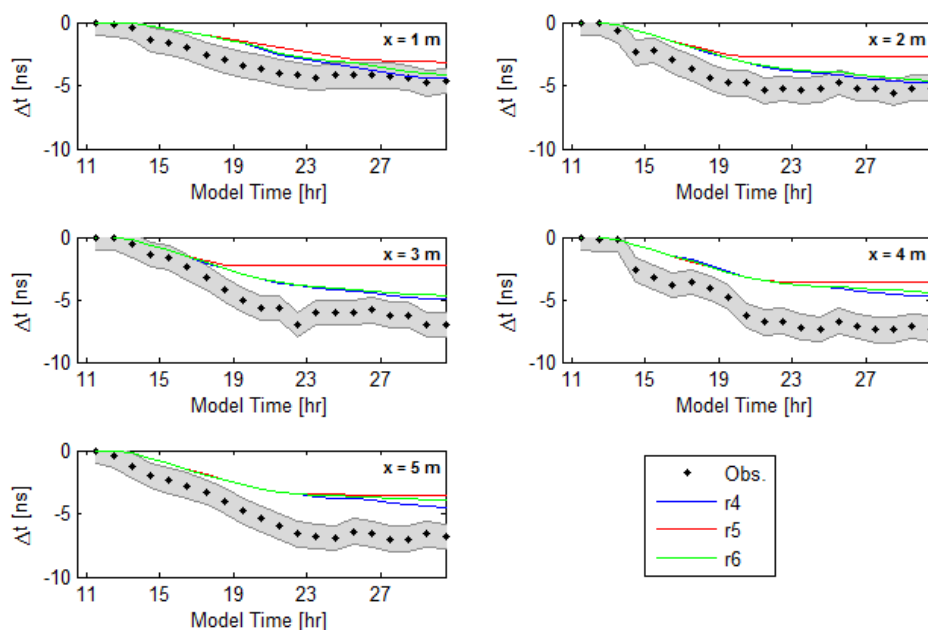 0
-5
-10
Δt [ns]
x = 1 m
11 15 19 23 27
Model Time [hr]
0
-5
-10
Δt [ns]
x = 2 m
11 15 19 23 27
Model Time [hr]
0
-5
-10
Δt [ns]
x = 3 m
11 15 19 23 27
Model Time [hr]
0
-5
-10
Δt [ns]
x = 4 m
11 15 19 23 27
Model Time [hr]
0
-5
-10
Δt [ns]
x = 5 m
11 15 19 23 27
Model Time [hr]
Obs.
r4
r5
r6